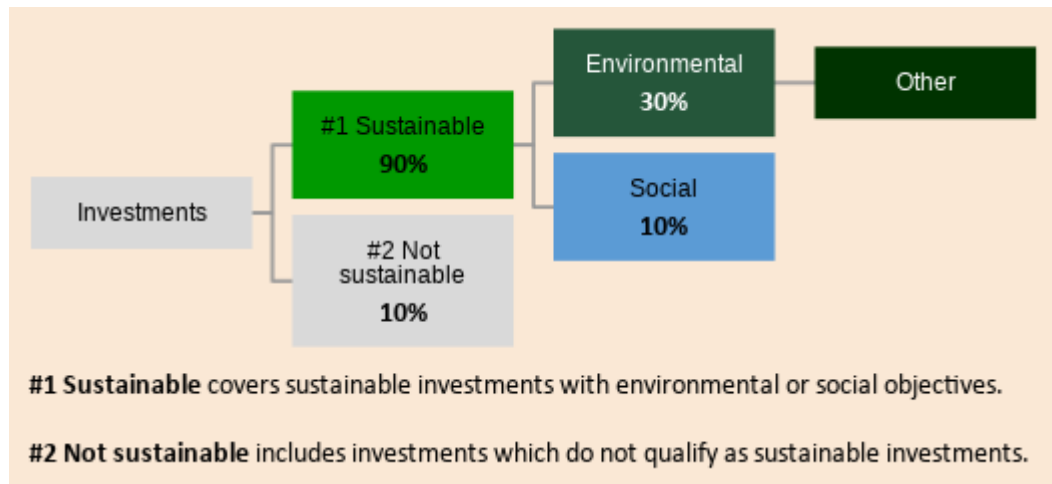 Investments
#1 Sustainable
90%
#2 Not
sustainable
10%
Environmental
30%
Social
10%
Other
#1 Sustainable covers sustainable investments with environmental or social objectives.
#2 Not sustainable includes investments which do not qualify as sustainable investments.